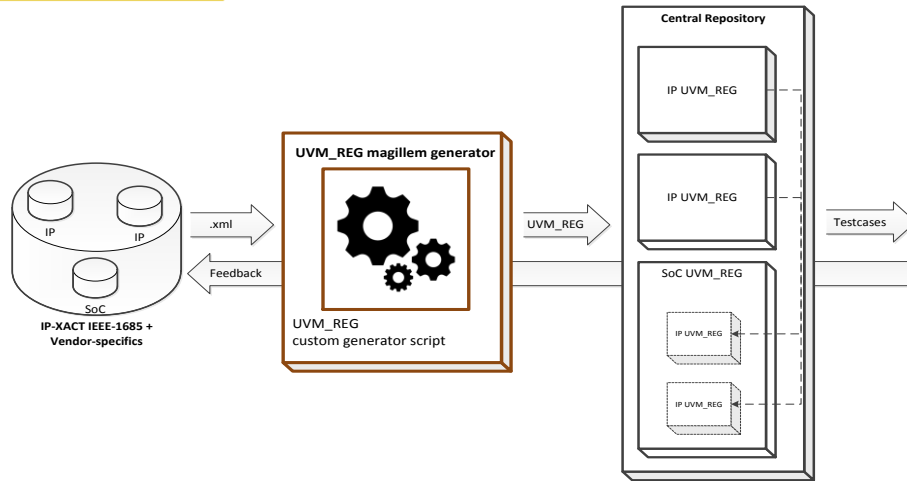 Central Repository
IP UVM_REG
UVM_REG magillem generator
IP UVM_REG
IP
IP
.xml
UVM_REG
Testcases
Feedback
SoC UVM_REG
SoC
IP-XACT IEEE-1685 +
Vendor-specifics
UVM_REG
custom generator script
IP UVM_REG
IP UVM_REG